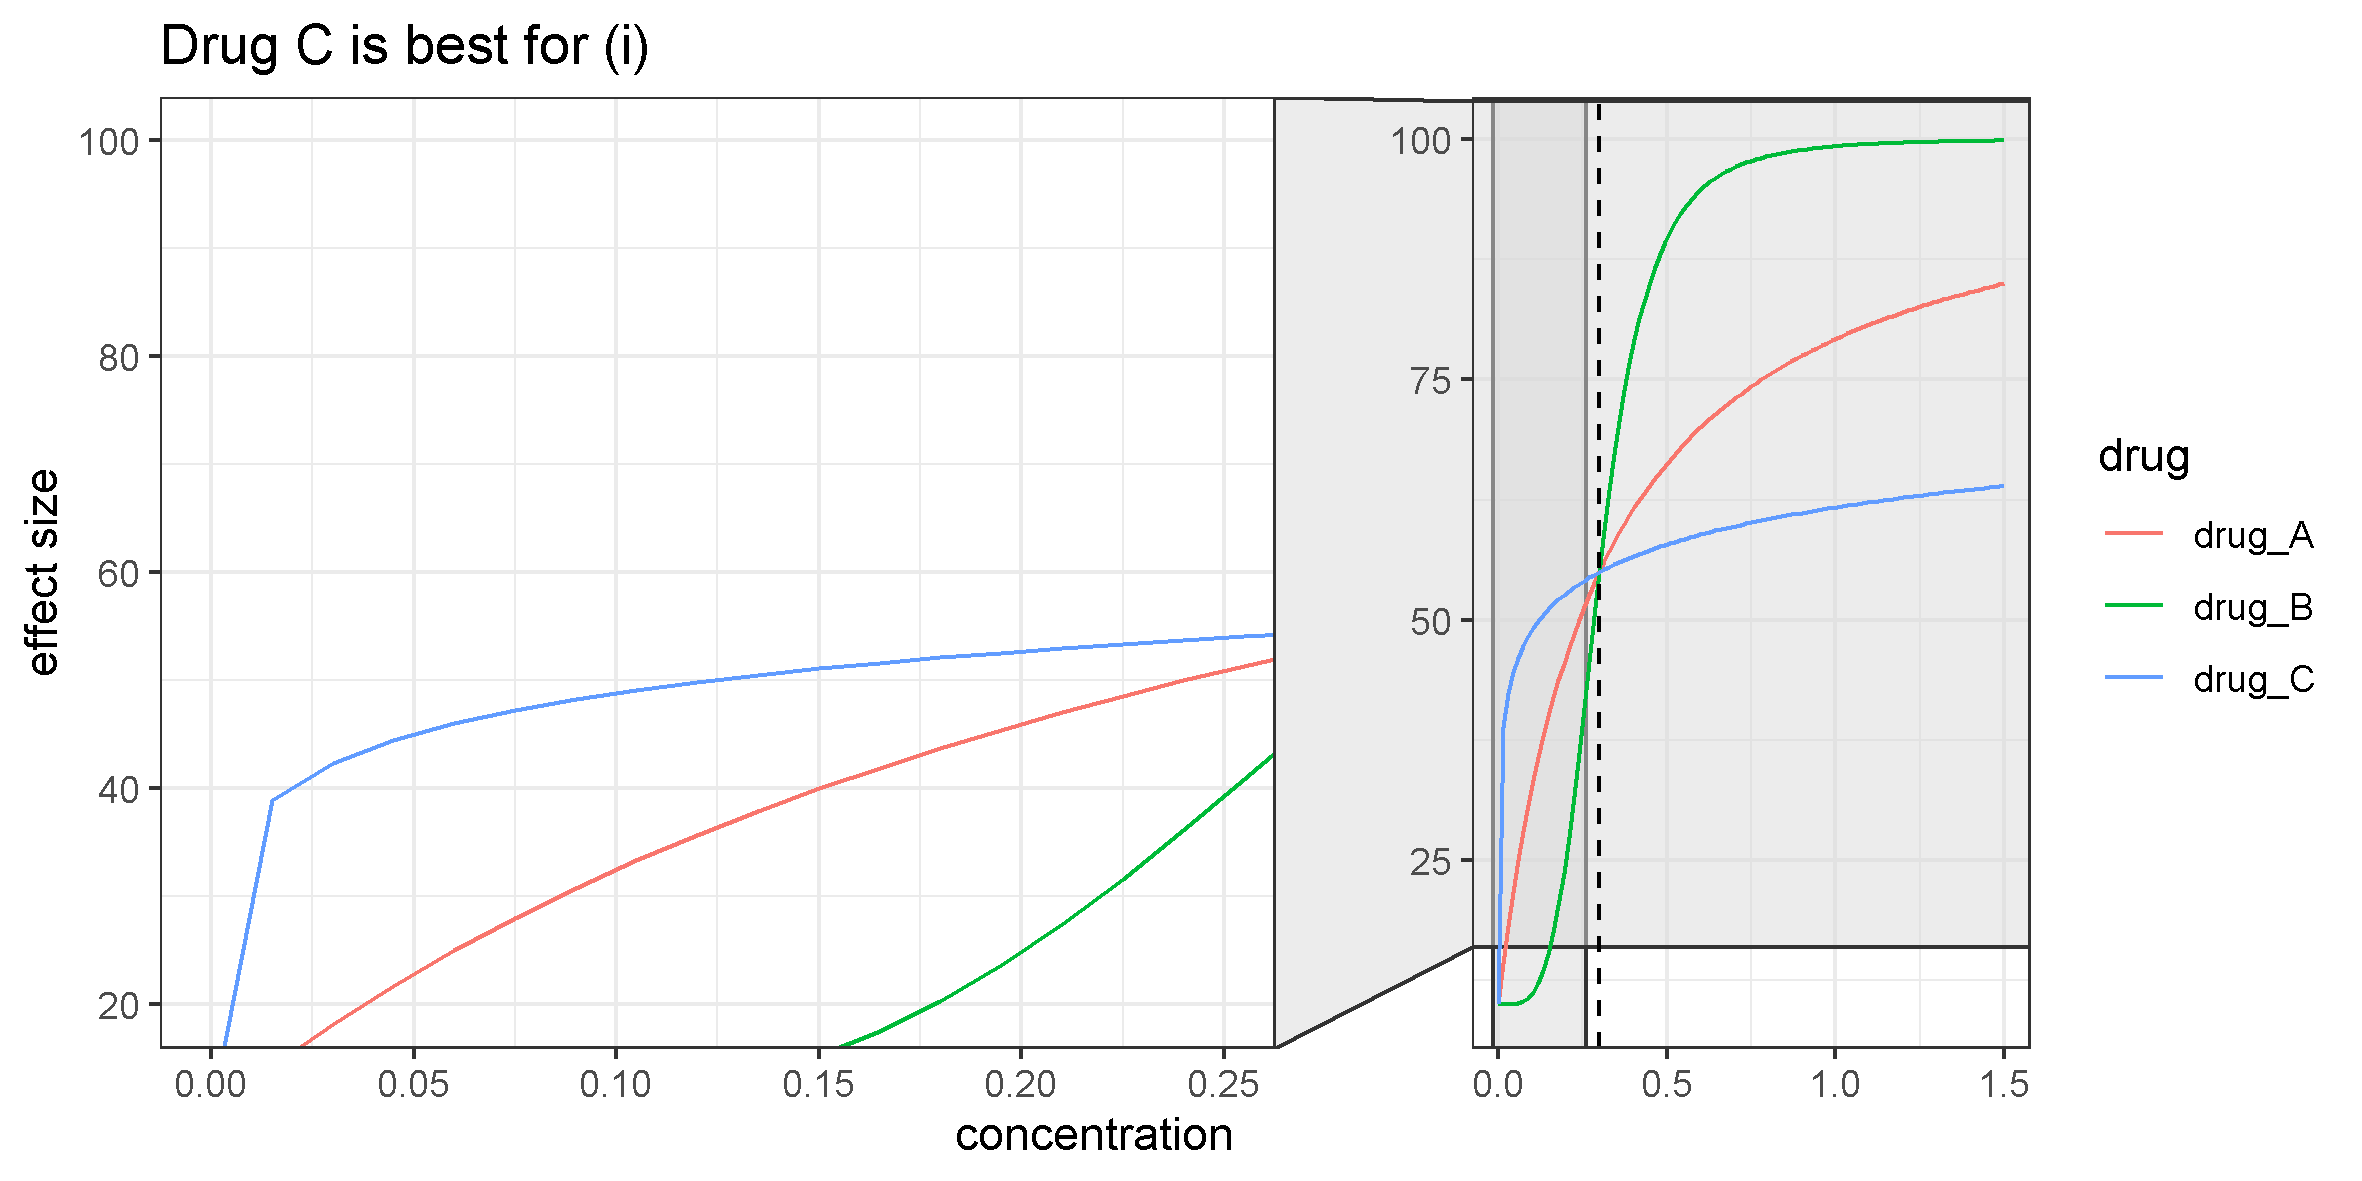 Drug C is best for (i)
effect size
100
80
60
40
20
0.00 0.05 0.10 0.15 0.20 0.25
100
75
50
25
0.0 0.5 1.0 1.5
concentration
drug
drug_A
drug_B
drug_C